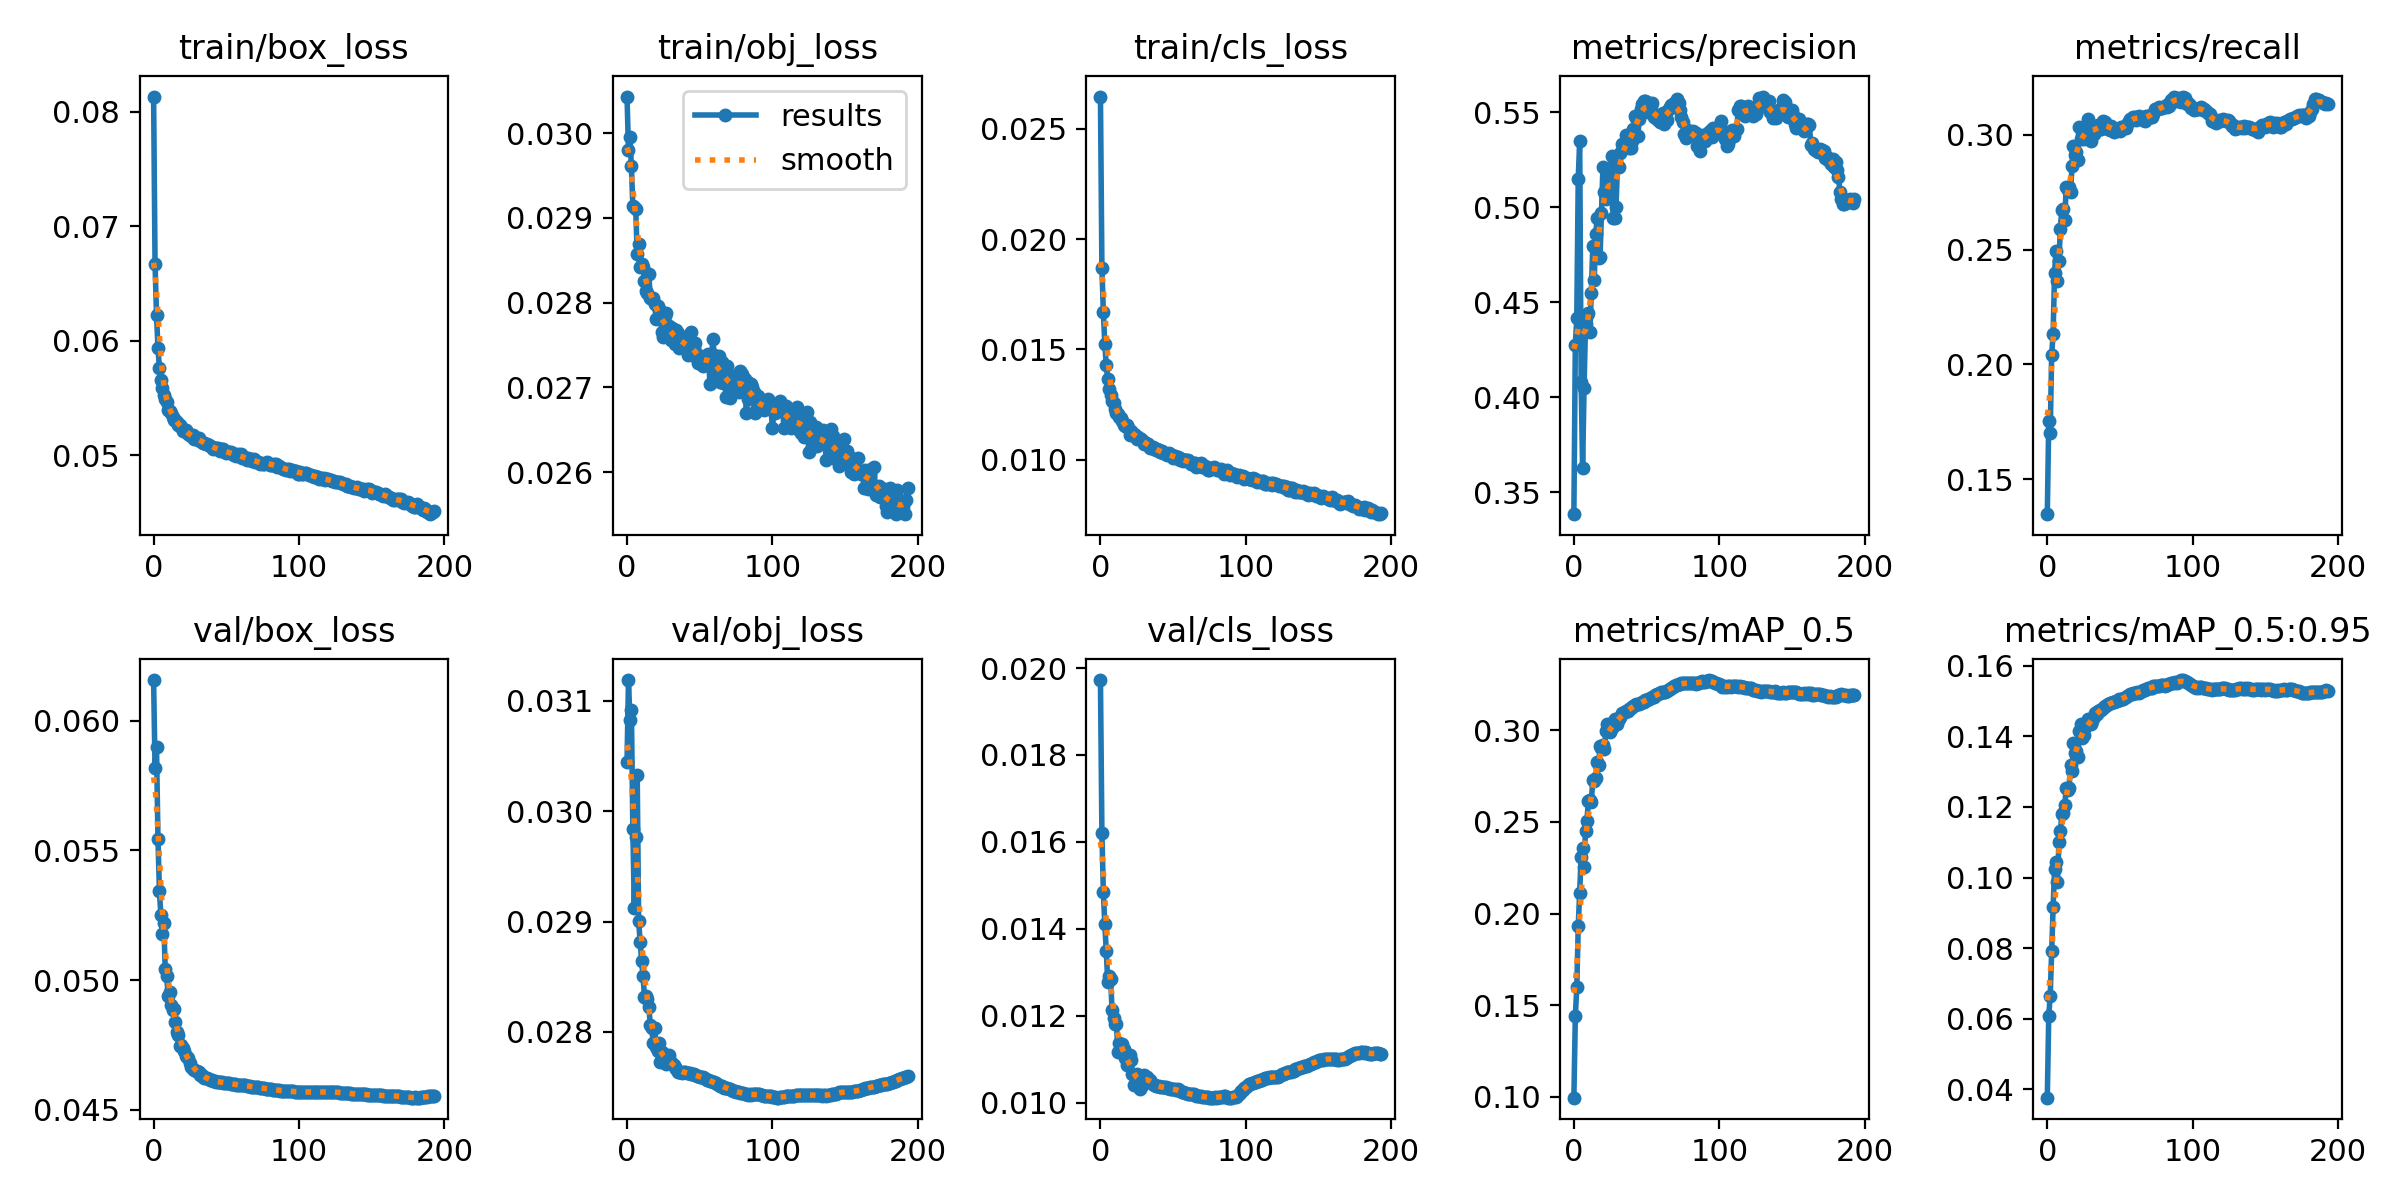 train/box_loss
0.08
0.07
0.06
0.05
0 100 200
train/obj_loss
results
smooth
0.030
0.029
0.028
0.027
0.026
0 100 200
train/cls_loss
0.025
0.020
0.015
0.010
0 100 200
metrics/precision
0.55
0.50
0.45
0.40
0.35
0 100 200
metrics/recall
0.30
0.25
0.20
0.15
0 100 200
val/box_loss
0.060
0.055
0.050
0.045
0 100 200
val/obj_loss
0.031
0.030
0.029
0.028
0 100 200
val/cls_loss
0.020
0.018
0.016
0.014
0.012
0.010
0 100 200
metrics/mAP_0.5
0.30
0.25
0.20
0.15
0.10
0 100 200
metrics/mAP_0.5:0.95
0.16
0.14
0.12
0.10
0.08
0.06
0.04
0 100 200